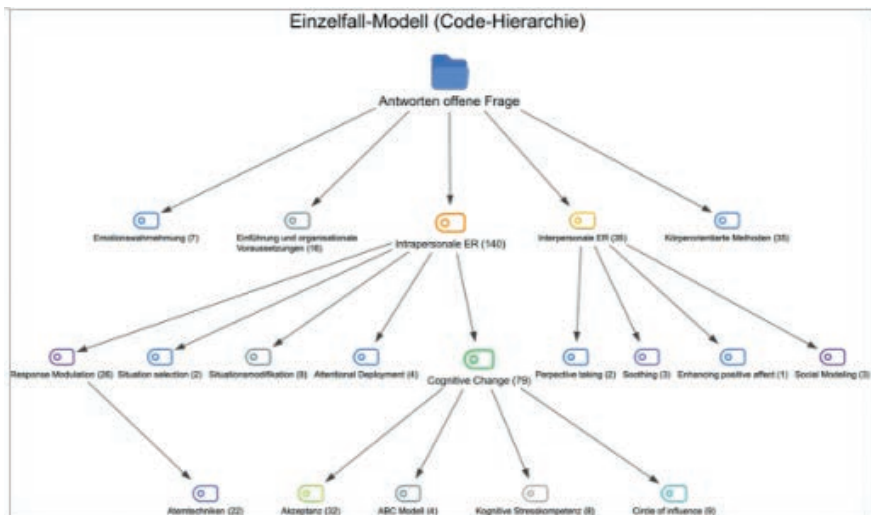 Einzelfall-Modell (Code-Hierarchie)
Antworten offene Frage
Emotionswahrnehmung (7)
Einführung und organisationale
Voraussetzungen (16)
Intrapersonale ER (140)
Interpersonale ER (35)
Körperorientierte Methoden (35)
Response Modulation (26)
Situation selection (2)
Situationsmodifikation (8)
Attentional Deployment (4)
Cognitive Change (79)
Perpective taking (2)
Soothing (3)
Enhancing positive affect (1)
Social Modeling (3)
Atemtechniken (22)
Akzeptanz (32)
ABC Modell (4)
Kognitive Stresskompetenz (8)
Circle of influence (9)